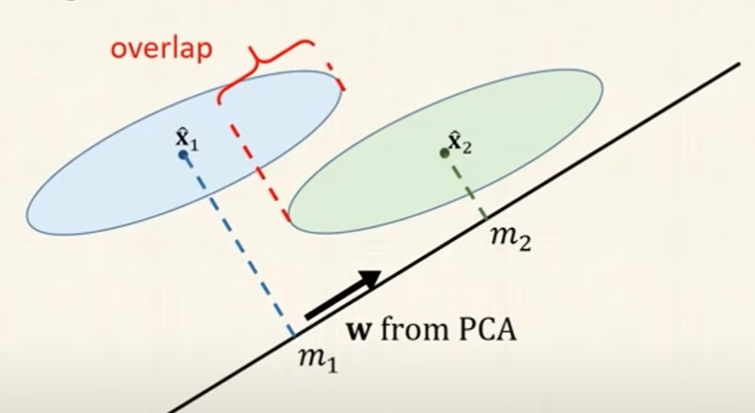 overlap
x̂₁
x̂₂
m₂
w from PCA
m₁